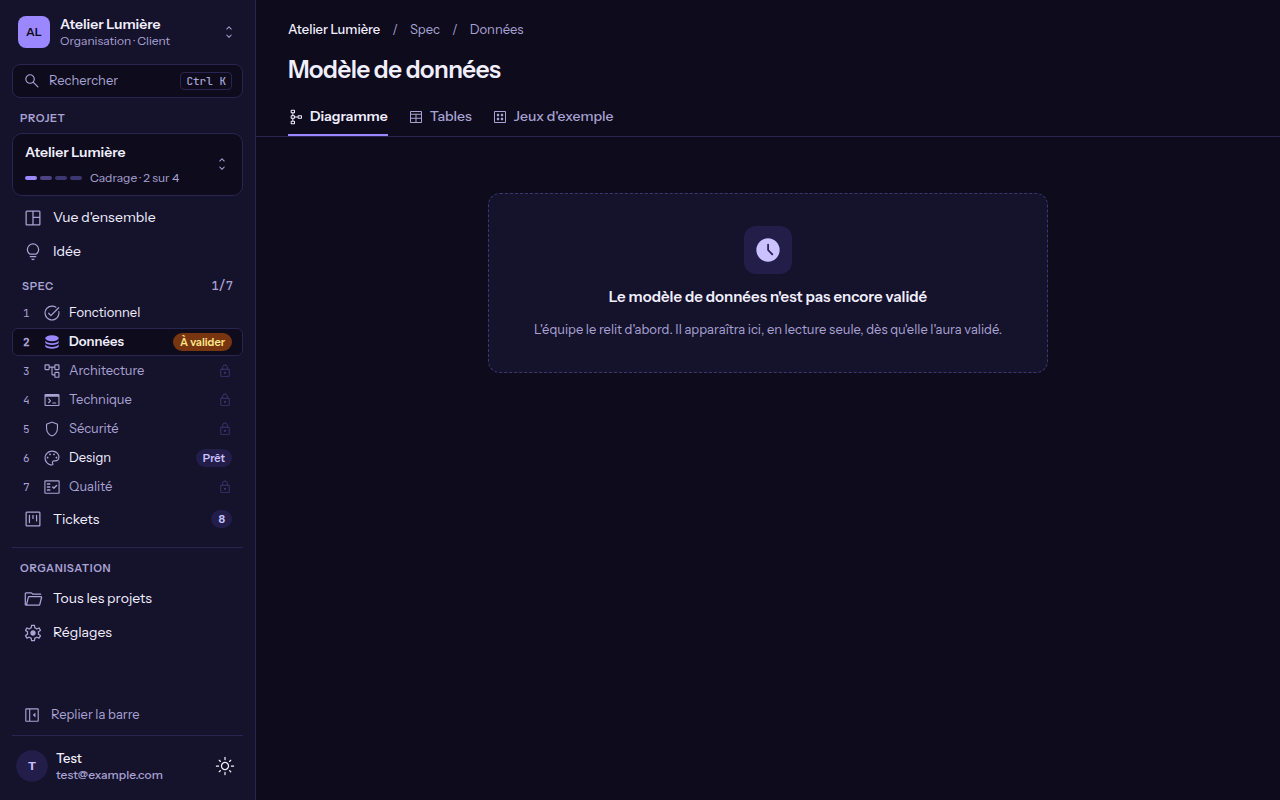 AL
Atelier Lumière
Organisation · Client
Rechercher
Ctrl K
PROJET
Atelier Lumière
Cadrage · 2 sur 4
Vue d'ensemble
Idée
SPEC 1/7
1 Fonctionnel
2 Données À valider
3 Architecture
4 Technique
5 Sécurité
6 Design Prêt
7 Qualité
Tickets 8
ORGANISATION
Tous les projets
Réglages
Replier la barre
T
Test
test@example.com
Atelier Lumière / Spec / Données
Modèle de données
Diagramme Tables Jeux d'exemple
Le modèle de données n'est pas encore validé
L'équipe le relit d'abord. Il apparaîtra ici, en lecture seule, dès qu'elle l'aura validé.